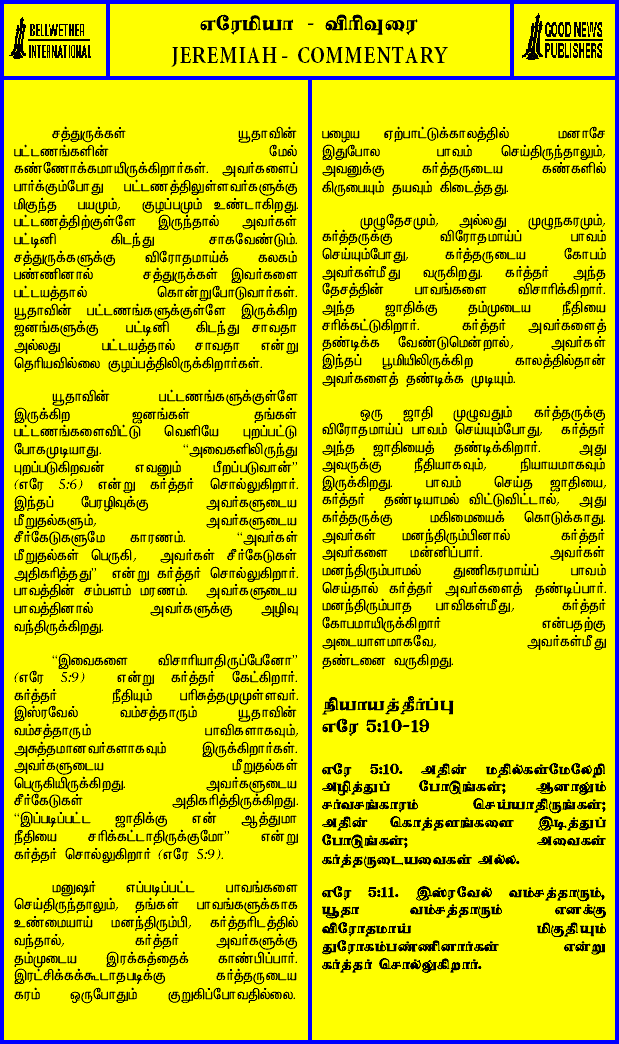 BELLWETHER
INTERNATIONAL
எரேமியா - விரிவுரை
JEREMIAH - COMMENTARY
GOOD NEWS
PUBLISHERS
சத்துருக்கள் யூதாவின்
பட்டணங்களின் மேல்
கண்ணோக்கமாயிருக்கிறார்கள். அவர்களைப்
பார்க்கும்போது பட்டணத்திலுள்ளவர்களுக்கு
மிகுந்த பயமும், குழப்பமும் உண்டாகிறது.
பட்டணத்திற்குள்ளே இருந்தால் அவர்கள்
பட்டினி கிடந்து சாகவேண்டும்.
சத்துருக்களுக்கு விரோதமாய்க் கலகம்
பண்ணினால் சத்துருக்கள் இவர்களை
பட்டயத்தால் கொன்றுபோடுவார்கள்.
யூதாவின் பட்டணங்களுக்குள்ளே இருக்கிற
ஜனங்களுக்கு பட்டினி கிடந்து சாவதா
அல்லது பட்டயத்தால் சாவதா என்று
தெரியவில்லை குழப்பத்திலிருக்கிறார்கள்.
யூதாவின் பட்டணங்களுக்குள்ளே
இருக்கிற ஜனங்கள் தங்கள்
பட்டணங்களைவிட்டு வெளியே புறப்பட்டு
போகமுடியாது. “அவைகளிலிருந்து
புறப்படுகிறவன் எவனும் பீறப்படுவான்”
(எரே 5:6) என்று கர்த்தர் சொல்லுகிறார்.
இந்தப் பேரழிவுக்கு அவர்களுடைய
மீறுதல்களும், அவர்களுடைய
சீர்கேடுகளுமே காரணம். “அவர்கள்
மீறுதல்கள் பெருகி, அவர்கள் சீர்கேடுகள்
அதிகரித்தது” என்று கர்த்தர் சொல்லுகிறார்.
பாவத்தின் சம்பளம் மரணம். அவர்களுடைய
பாவத்தினால் அவர்களுக்கு அழிவு
வந்திருக்கிறது.
“இவைகளை விசாரியாதிருப்பேனோ”
(எரே 5:9) என்று கர்த்தர் கேட்கிறார்.
கர்த்தர் நீதியும் பரிசுத்தமுமுள்ளவர்.
இஸ்ரவேல் வம்சத்தாரும் யூதாவின்
வம்சத்தாரும் பாவிகளாகவும்,
அசுத்தமானவர்களாகவும் இருக்கிறார்கள்.
அவர்களுடைய மீறுதல்கள்
பெருகியிருக்கிறது. அவர்களுடைய
சீர்கேடுகள் அதிகரித்திருக்கிறது.
“இப்படிப்பட்ட ஜாதிக்கு என் ஆத்துமா
நீதியை சரிக்கட்டாதிருக்குமோ” என்று
கர்த்தர் சொல்லுகிறார் (எரே 5:9).
மனுஷர் எப்படிப்பட்ட பாவங்களை
செய்திருந்தாலும், தங்கள் பாவங்களுக்காக
உண்மையாய் மனந்திரும்பி, கர்த்தரிடத்தில்
வந்தால், கர்த்தர் அவர்களுக்கு
தம்முடைய இரக்கத்தைக் காண்பிப்பார்.
இரட்சிக்கக்கூடாதபடிக்கு கர்த்தருடைய
கரம் ஒருபோதும் குறுகிப்போவதில்லை.
பழைய ஏற்பாட்டுக்காலத்தில் மனாசே
இதுபோல பாவம் செய்திருந்தாலும்,
அவனுக்கு கர்த்தருடைய கண்களில்
கிருபையும் தயவும் கிடைத்தது.
முழுதேசமும், அல்லது முழுநகரமும்,
கர்த்தருக்கு விரோதமாய்ப் பாவம்
செய்யும்போது, கர்த்தருடைய கோபம்
அவர்கள்மீது வருகிறது. கர்த்தர் அந்த
தேசத்தின் பாவங்களை விசாரிக்கிறார்.
அந்த ஜாதிக்கு தம்முடைய நீதியை
சரிக்கட்டுகிறார். கர்த்தர் அவர்களைத்
தண்டிக்க வேண்டுமென்றால், அவர்கள்
இந்தப் பூமியிலிருக்கிற காலத்தில்தான்
அவர்களைத் தண்டிக்க முடியும்.
ஒரு ஜாதி முழுவதும் கர்த்தருக்கு
விரோதமாய்ப் பாவம் செய்யும்போது, கர்த்தர்
அந்த ஜாதியைத் தண்டிக்கிறார். அது
அவருக்கு நீதியாகவும், நியாயமாகவும்
இருக்கிறது. பாவம் செய்த ஜாதியை,
கர்த்தர் தண்டியாமல் விட்டுவிட்டால், அது
கர்த்தருக்கு மகிமையைக் கொடுக்காது.
அவர்கள் மனந்திரும்பினால் கர்த்தர்
அவர்களை மன்னிப்பார். அவர்கள்
மனந்திரும்பாமல் துணிகரமாய்ப் பாவம்
செய்தால் கர்த்தர் அவர்களைத் தண்டிப்பார்.
மனந்திரும்பாத பாவிகள்மீது, கர்த்தர்
கோபமாயிருக்கிறார் என்பதற்கு
அடையாளமாகவே, அவர்கள்மீது
தண்டனை வருகிறது.
நியாயத்தீர்ப்பு
எரே 5:10-19
எரே 5:10. அதின் மதில்கள்மேலேறி
அழித்துப் போடுங்கள்; ஆனாலும்
சர்வசங்காரம் செய்யாதிருங்கள்;
அதின் கொத்தளங்களை இடித்துப்
போடுங்கள்; அவைகள்
கர்த்தருடையவைகள் அல்ல.
எரே 5:11. இஸ்ரவேல் வம்சத்தாரும்,
யூதா வம்சத்தாரும் எனக்கு
விரோதமாய் மிகுதியும்
துரோகம்பண்ணினார்கள் என்று
கர்த்தர் சொல்லுகிறார்.